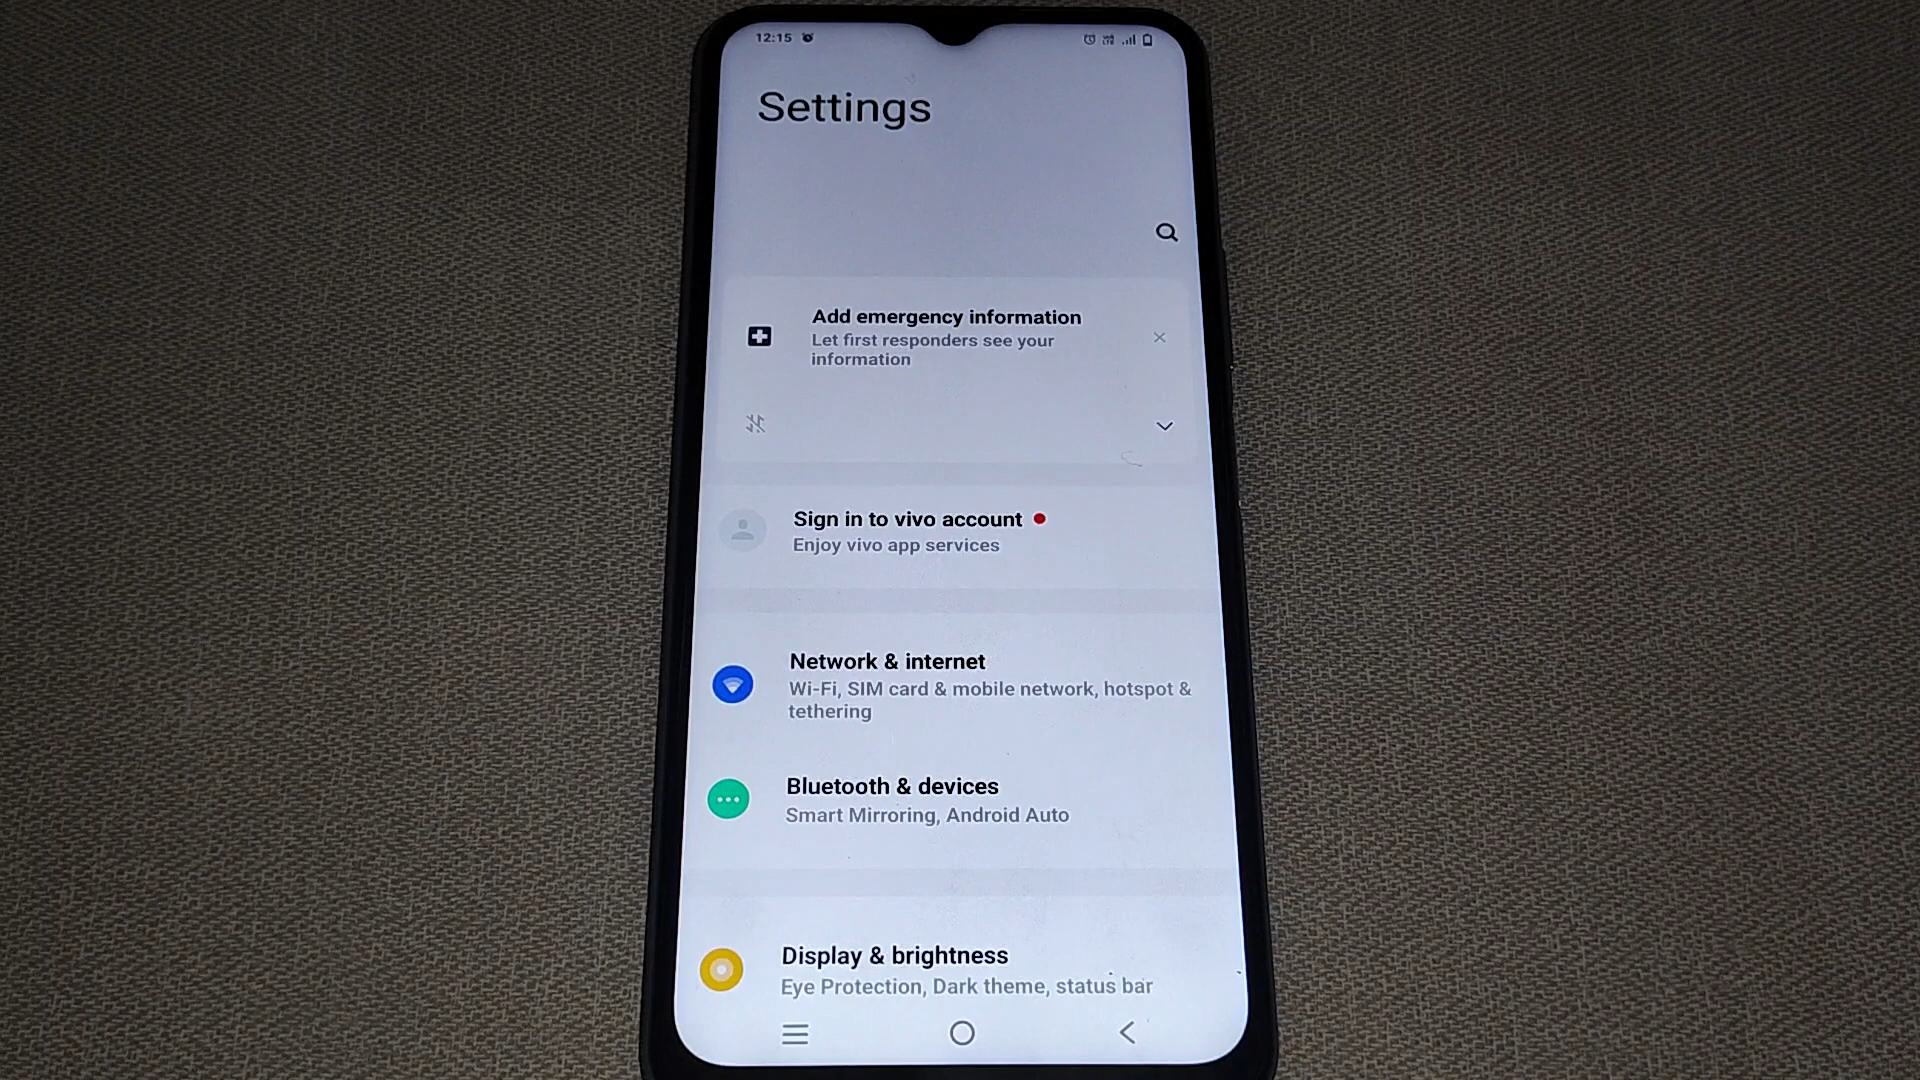 12:15
Settings
Add emergency information
Let first responders see your
information
Sign in to vivo account
Enjoy vivo app services
Network & internet
Wi-Fi, SIM card & mobile network, hotspot &
tethering
Bluetooth & devices
Smart Mirroring, Android Auto
Display & brightness
Eye Protection, Dark theme, status bar